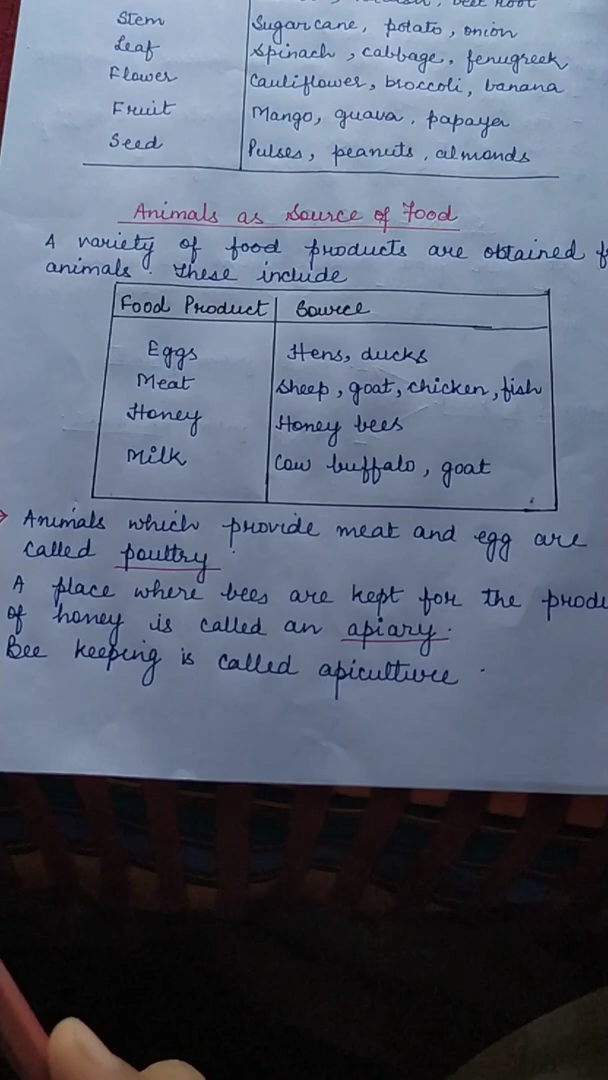 beet root
Stem Sugarcane, potato, onion
Leaf Spinach, cabbage, fenugreek
Flower Cauliflower, broccoli, banana
Fruit Mango, guava, papaya
Seed Pulses, peanuts, almonds
Animals as Source of Food
A variety of food products are obtained
animals. These include
Food Product Source
Eggs Hens, ducks
Meat Sheep, goat, chicken, fish
Honey Honey bees
Milk Cow buffalo, goat
Animals which provide meat and egg are
called poultry.
A place where bees are kept for the produ
of honey is called an apiary.
Bee keeping is called apiculture.